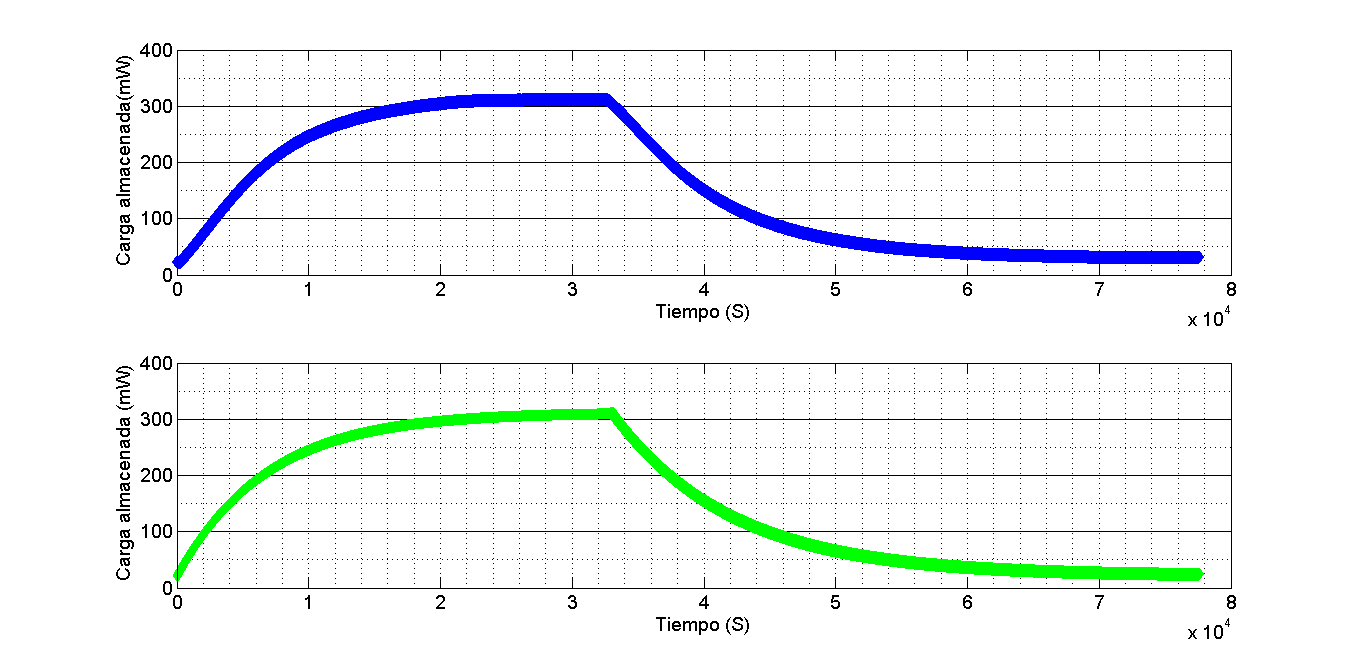 400
300
200
100
0
Carga almacenada(mW)
0 1 2 3 4 5 6 7 8
Tiempo (S)
x 10^4
400
300
200
100
0
Carga almacenada (mW)
0 1 2 3 4 5 6 7 8
Tiempo (S)
x 10^4